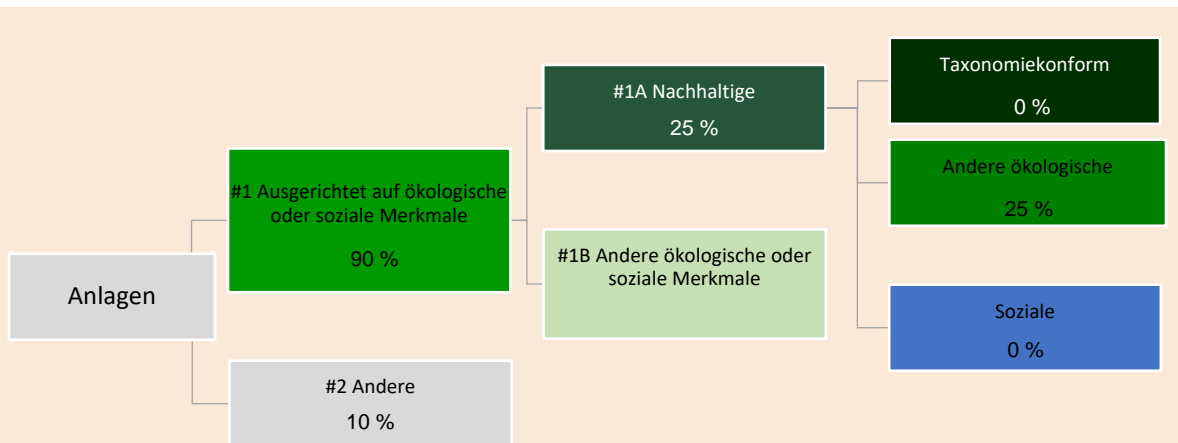 Anlagen
#1 Ausgerichtet auf ökologische
oder soziale Merkmale
90 %
#2 Andere
10 %
#1A Nachhaltige
25 %
#1B Andere ökologische oder
soziale Merkmale
Taxonomiekonform
0 %
Andere ökologische
25 %
Soziale
0 %